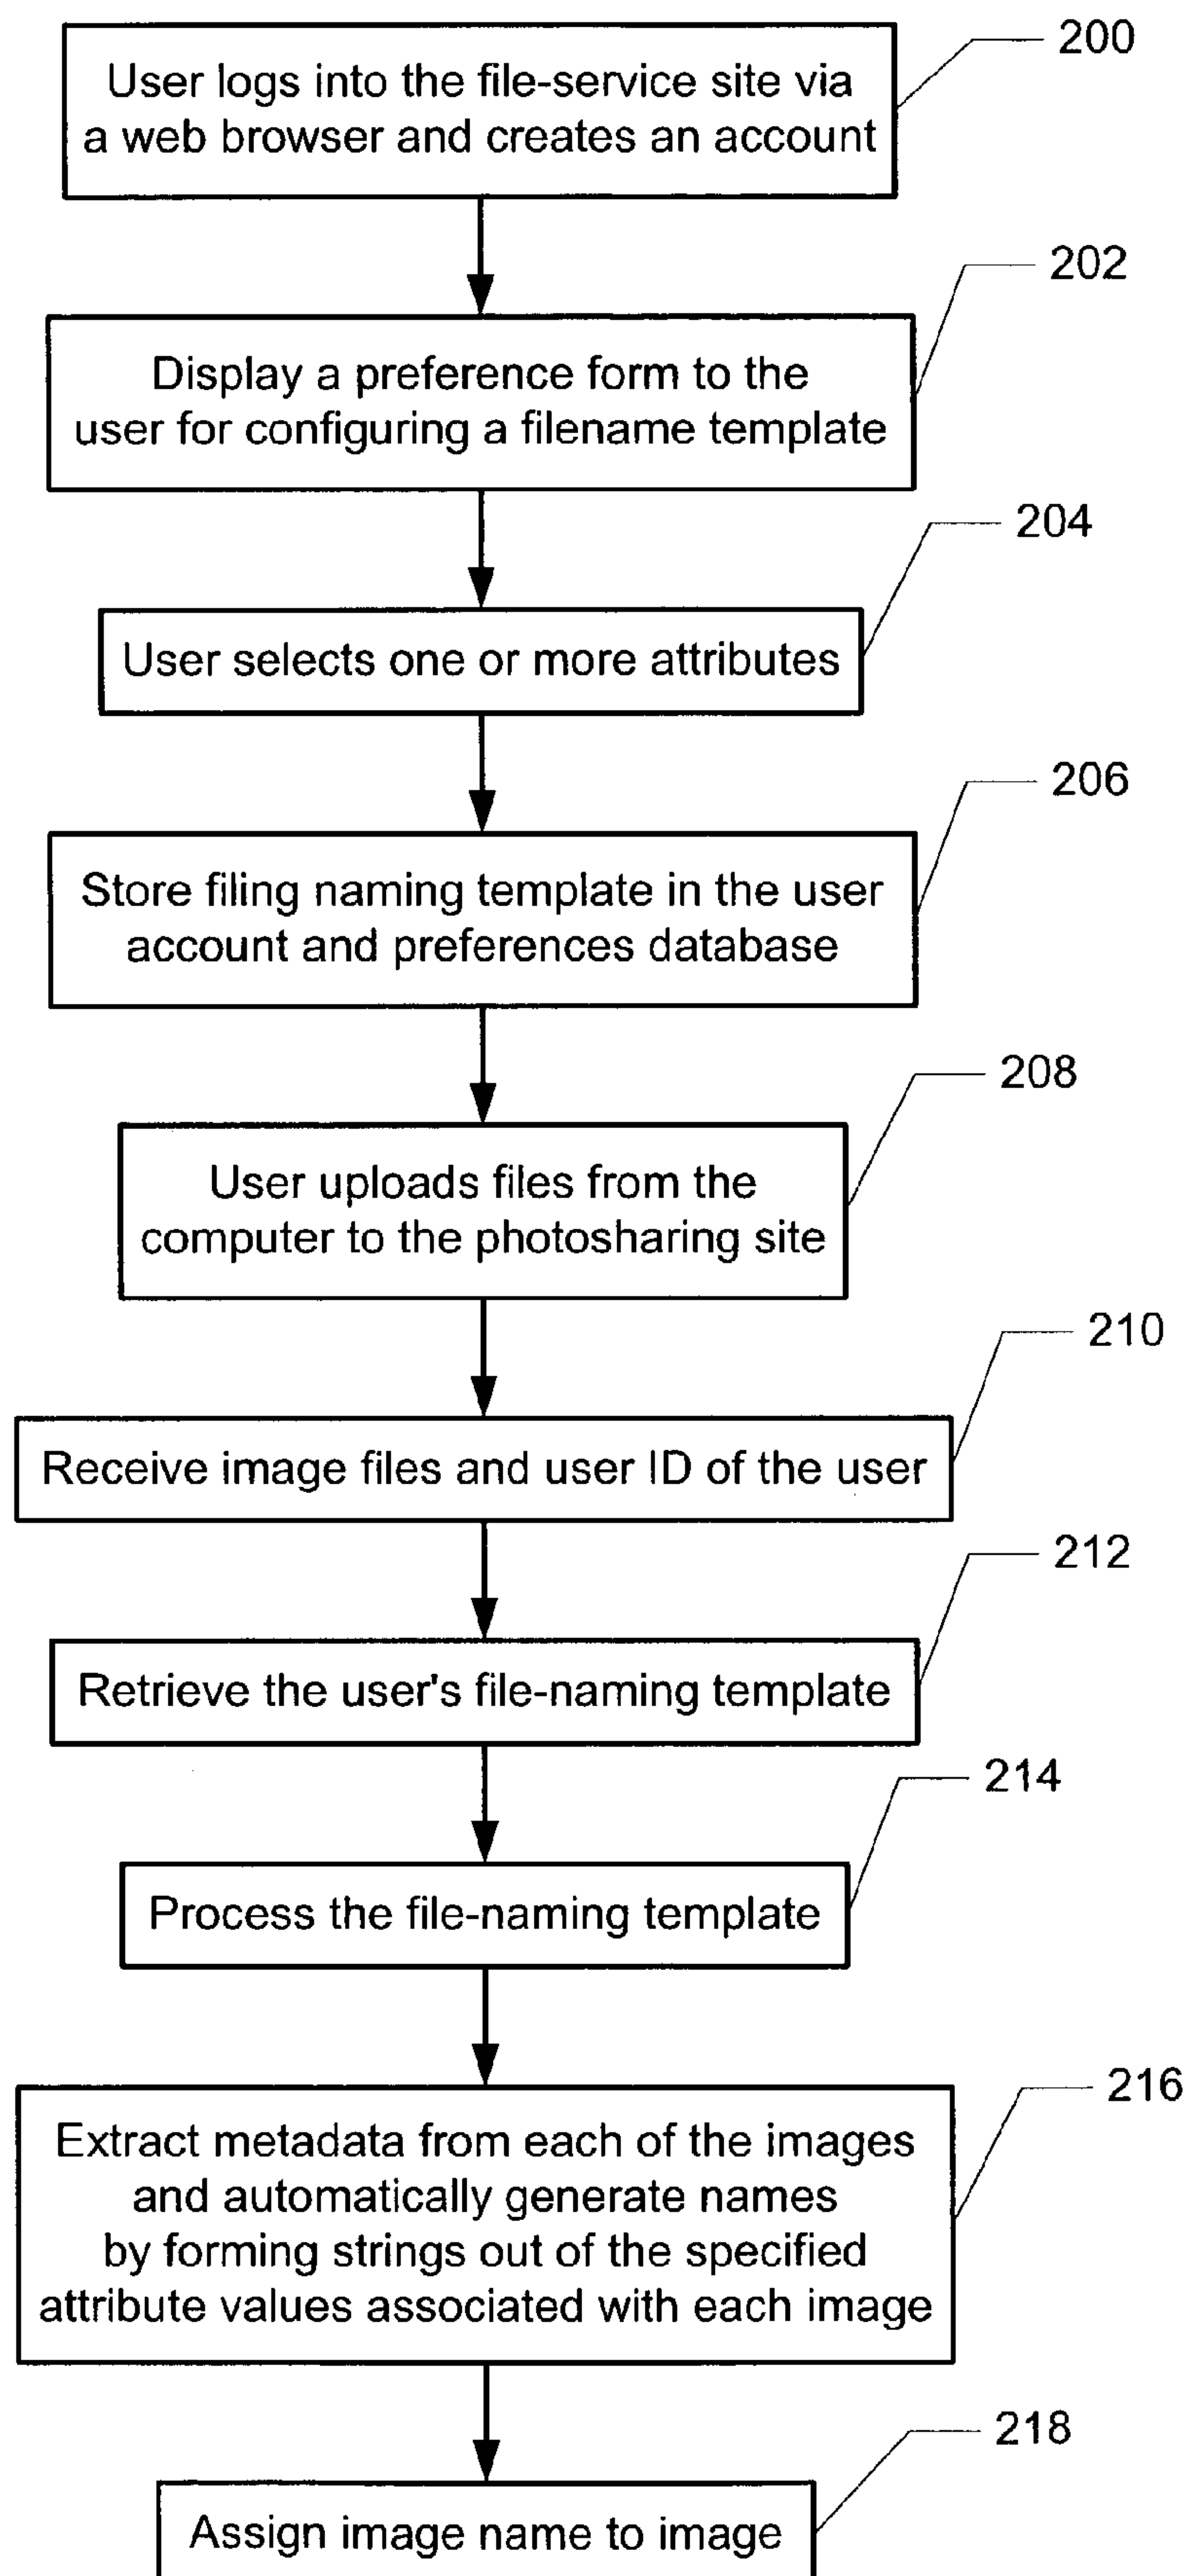 200
User logs into the file-service site via
a web browser and creates an account
202
Display a preference form to the
user for configuring a filename template
204
User selects one or more attributes
206
Store filing naming template in the user
account and preferences database
208
User uploads files from the
computer to the photosharing site
210
Receive image files and user ID of the user
212
Retrieve the user's file-naming template
214
Process the file-naming template
216
Extract metadata from each of the images
and automatically generate names
by forming strings out of the specified
attribute values associated with each image
218
Assign image name to image